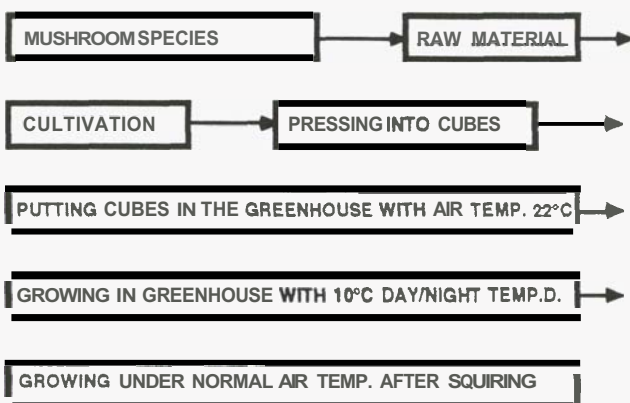 MUSHROOM SPECIES RAW MATERIAL
CULTIVATION PRESSING INTO CUBES
PUTTING CUBES IN THE GREENHOUSE WITH AIR TEMP. 22°C
GROWING IN GREENHOUSE WITH 10°C DAY/NIGHT TEMP.D.
GROWING UNDER NORMAL AIR TEMP. AFTER SQUIRING